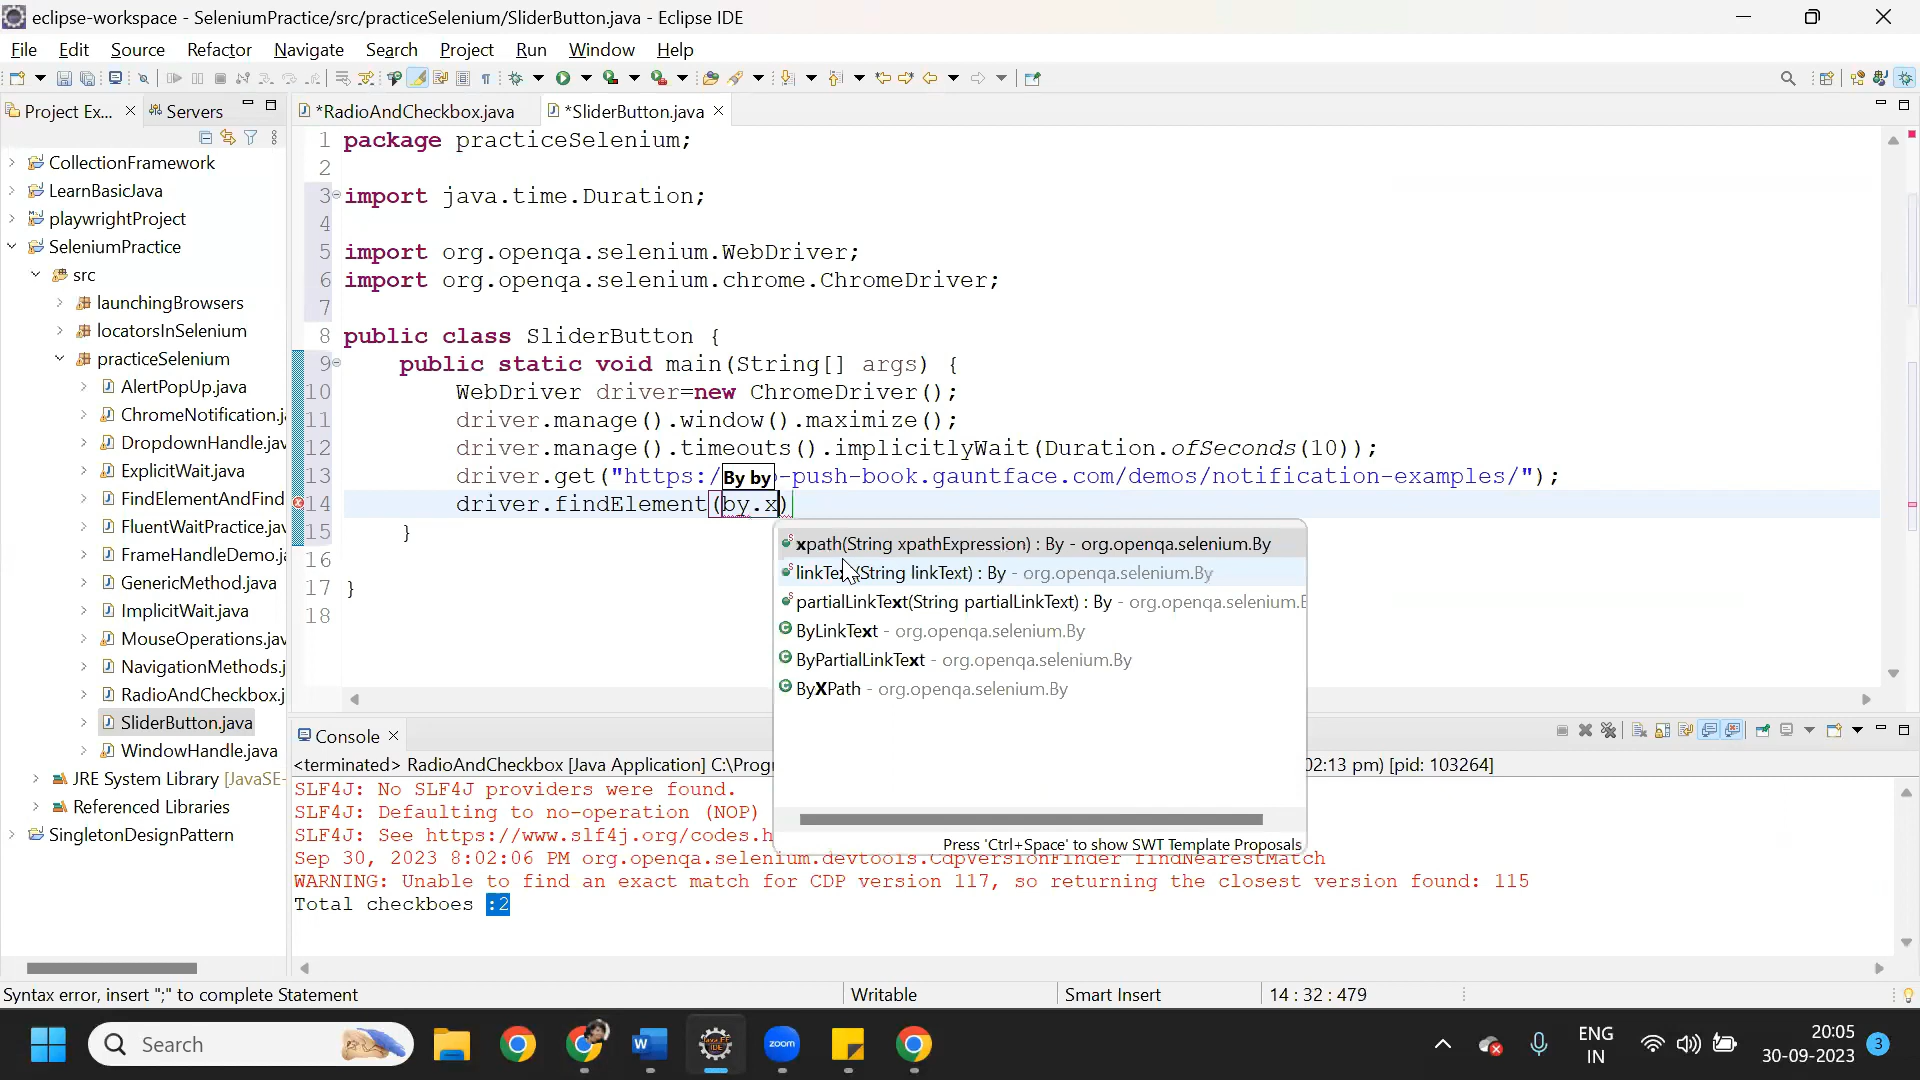 eclipse-workspace - SeleniumPractice/src/practiceSelenium/SliderButton.java - Eclipse IDE
File Edit Source Refactor Navigate Search Project Run Window Help
Project Ex... Servers
*RadioAndCheckbox.java *SliderButton.java
CollectionFramework
LearnBasicJava
playwrightProject
SeleniumPractice
src
launchingBrowsers
locatorsInSelenium
practiceSelenium
AlertPopUp.java
ChromeNotification.j
DropdownHandle.jav
ExplicitWait.java
FindElementAndFind
FluentWaitPractice.jav
FrameHandleDemo.j
GenericMethod.java
ImplicitWait.java
MouseOperations.jav
NavigationMethods.j
RadioAndCheckbox.j
SliderButton.java
WindowHandle.java
JRE System Library [JavaSE-
Referenced Libraries
SingletonDesignPattern
1 package practiceSelenium;
2
3 import java.time.Duration;
4
5 import org.openqa.selenium.WebDriver;
6 import org.openqa.selenium.chrome.ChromeDriver;
7
8 public class SliderButton {
9 public static void main(String[] args) {
10 WebDriver driver=new ChromeDriver();
11 driver.manage().window().maximize();
12 driver.manage().timeouts().implicitlyWait(Duration.ofSeconds(10));
13 driver.get("https:/ -push-book.gauntface.com/demos/notification-examples/");
By by
14 driver.findElement(by.x)
15 }
16
17 }
18
xpath(String xpathExpression) : By - org.openqa.selenium.By
linkText(String linkText) : By - org.openqa.selenium.By
partialLinkText(String partialLinkText) : By - org.openqa.selenium.B
ByLinkText - org.openqa.selenium.By
ByPartialLinkText - org.openqa.selenium.By
ByXPath - org.openqa.selenium.By
Press 'Ctrl+Space' to show SWT Template Proposals
Console
<terminated> RadioAndCheckbox [Java Application] C:\Progr 02:13 pm) [pid: 103264]
SLF4J: No SLF4J providers were found.
SLF4J: Defaulting to no-operation (NOP)
SLF4J: See https://www.slf4j.org/codes.h
Sep 30, 2023 8:02:06 PM org.openqa.selenium.devtools.CdpVersionFinder findNearestMatch
WARNING: Unable to find an exact match for CDP version 117, so returning the closest version found: 115
Total checkboes :2
Syntax error, insert ";" to complete Statement Writable Smart Insert 14 : 32 : 479
Search W zoom ENG IN 20:05 30-09-2023 3